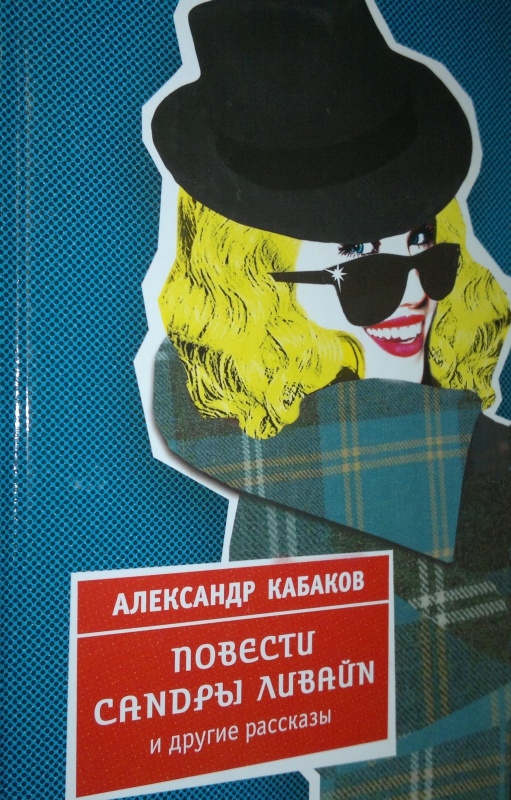 АЛЕКСАНДР КАБАКОВ
ПОВЕСТИ
САНДРЫ ЛИВАЙН
и другие рассказы